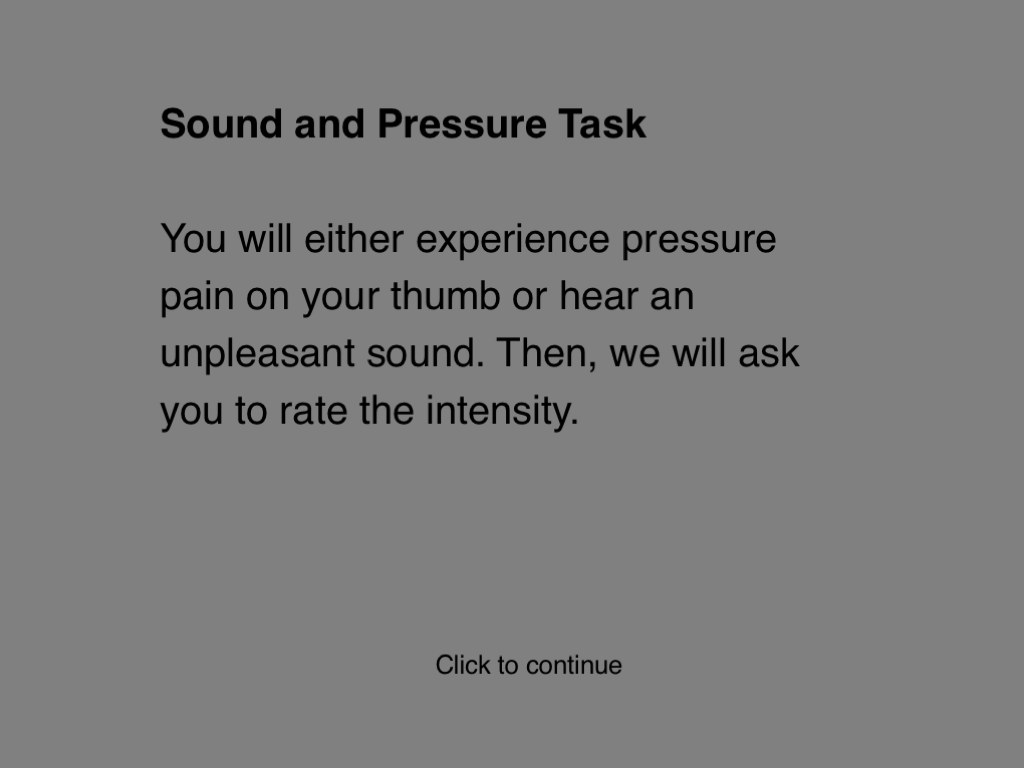 Sound and Pressure Task
You will either experience pressure
pain on your thumb or hear an
unpleasant sound. Then, we will ask
you to rate the intensity.
Click to continue